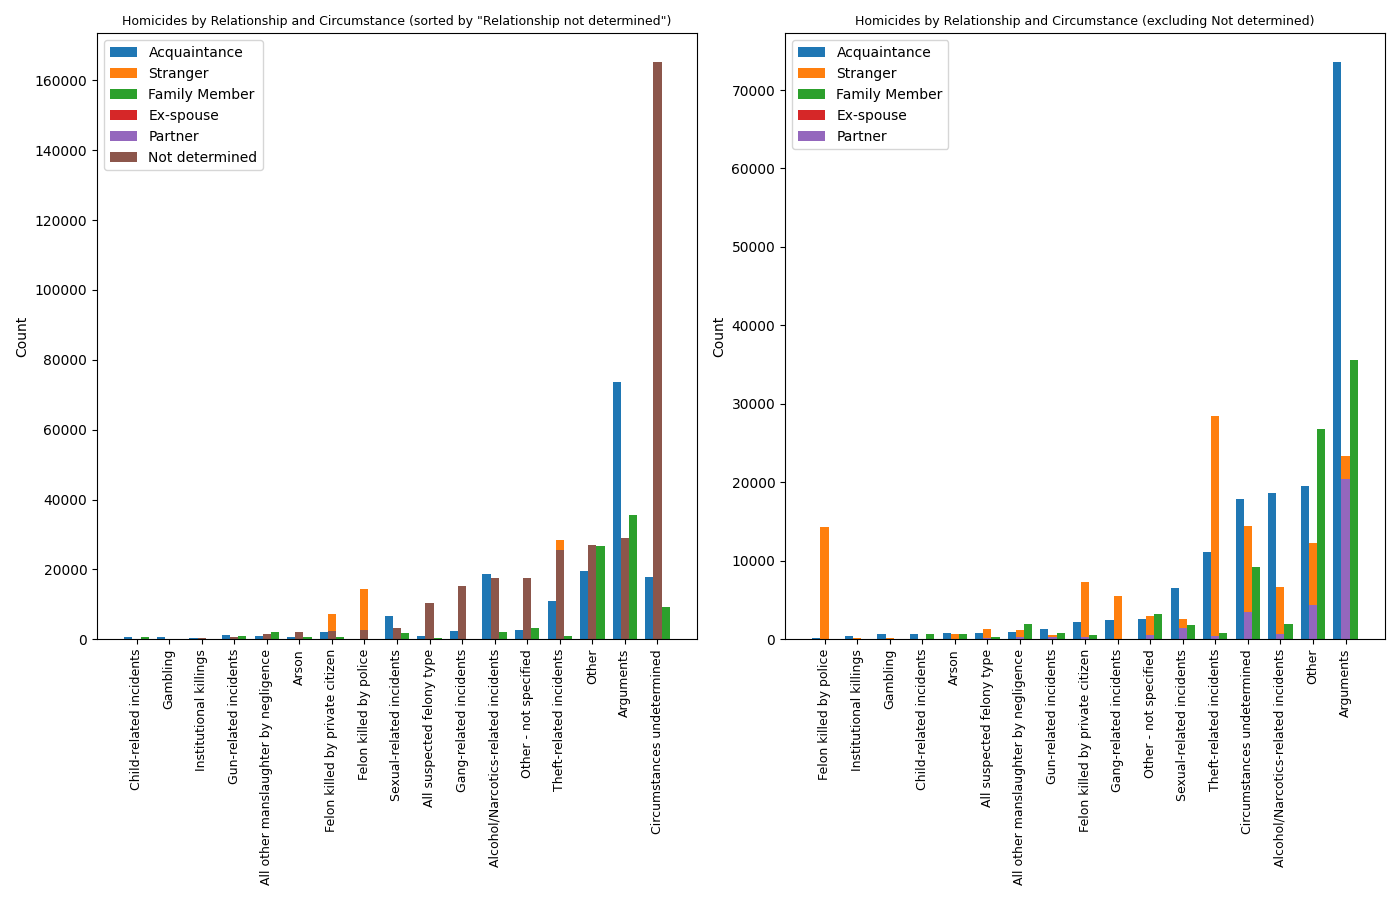 Homicides by Relationship and Circumstance (sorted by "Relationship not determined")
Acquaintance
Stranger
Family Member
Ex-spouse
Partner
Not determined
160000
140000
120000
100000
80000
60000
40000
20000
0
Count
Child-related incidents
Gambling
Institutional killings
Gun-related incidents
All other manslaughter by negligence
Arson
Felon killed by private citizen
Felon killed by police
Sexual-related incidents
All suspected felony type
Gang-related incidents
Alcohol/Narcotics-related incidents
Other - not specified
Theft-related incidents
Other
Arguments
Circumstances undetermined
Homicides by Relationship and Circumstance (excluding Not determined)
Acquaintance
Stranger
Family Member
Ex-spouse
Partner
70000
60000
50000
40000
30000
20000
10000
0
Count
Felon killed by police
Institutional killings
Gambling
Child-related incidents
Arson
All suspected felony type
All other manslaughter by negligence
Gun-related incidents
Felon killed by private citizen
Gang-related incidents
Other - not specified
Sexual-related incidents
Theft-related incidents
Circumstances undetermined
Alcohol/Narcotics-related incidents
Other
Arguments